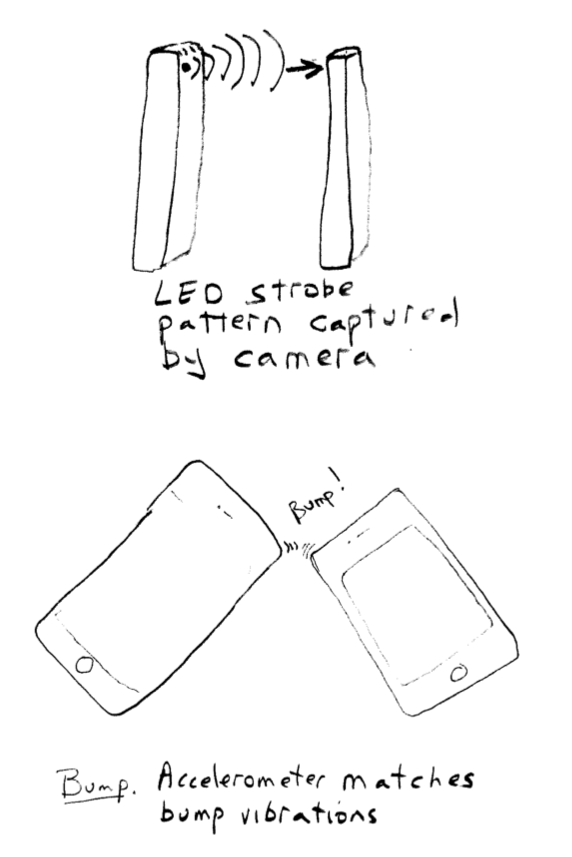 LED strobe
pattern captured
by camera
Bump!
Bump. Accelerometer matches
bump vibrations